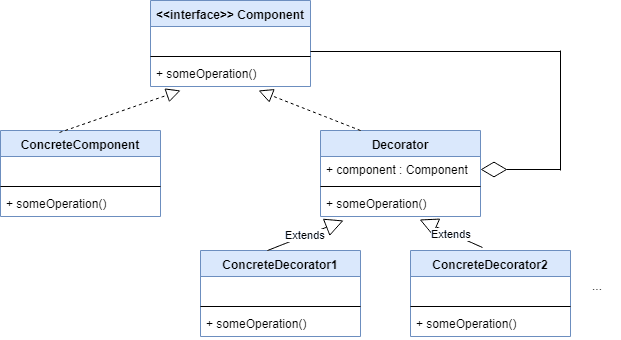 <<interface>> Component
+ someOperation()
ConcreteComponent
+ someOperation()
Decorator
+ component : Component
+ someOperation()
Extends
Extends
ConcreteDecorator1
+ someOperation()
ConcreteDecorator2
+ someOperation()
...